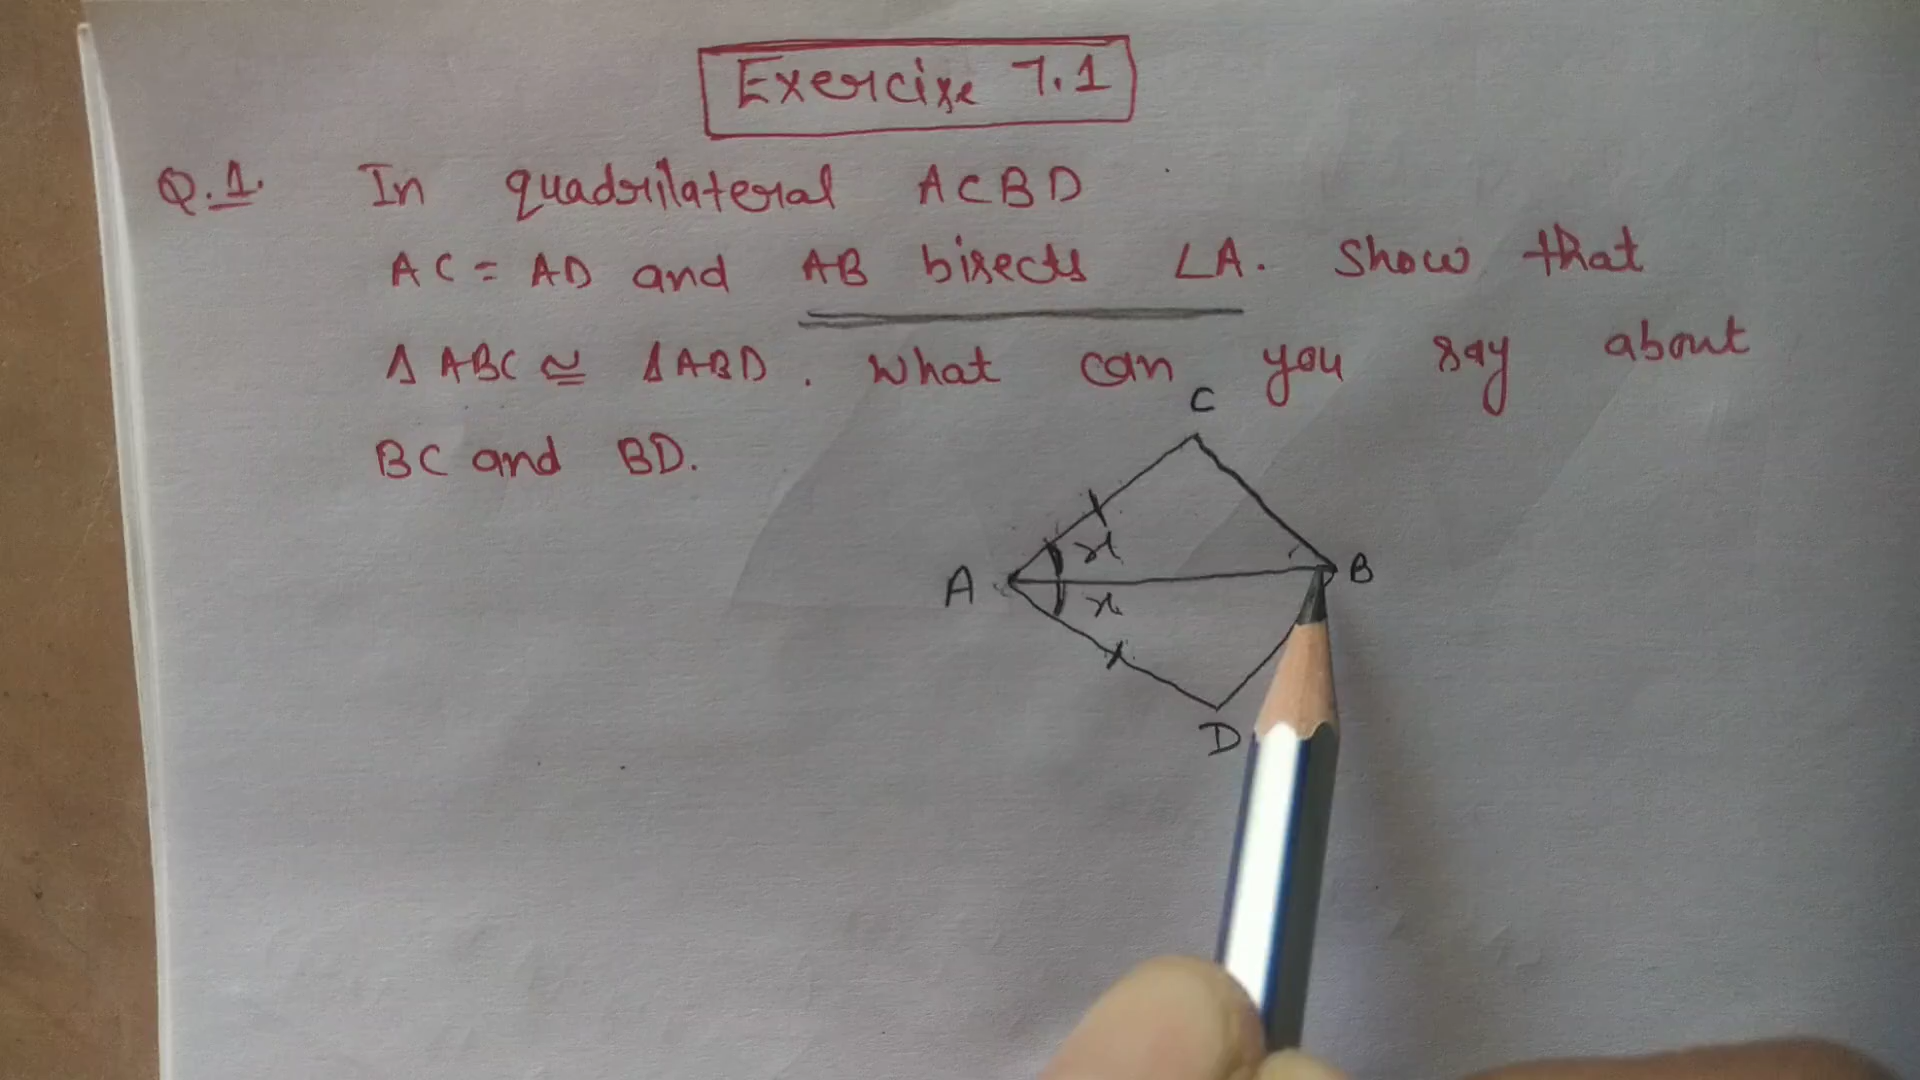 Exercise 7.1
Q.1. In quadrilateral ACBD
AC = AD and AB bisects ∠A. Show that
Δ ABC ≅ ΔABD. What can you say about
BC and BD.
C
x
A B
x
D